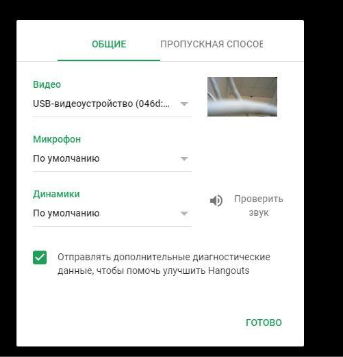 ОБЩИЕ ПРОПУСКНАЯ СПОСОБ
Видео
USB-видеоустройство (046d:...
Микрофон
По умолчанию
Динамики
По умолчанию
Проверить
звук
Отправлять дополнительные диагностические
данные, чтобы помочь улучшить Hangouts
ГОТОВО